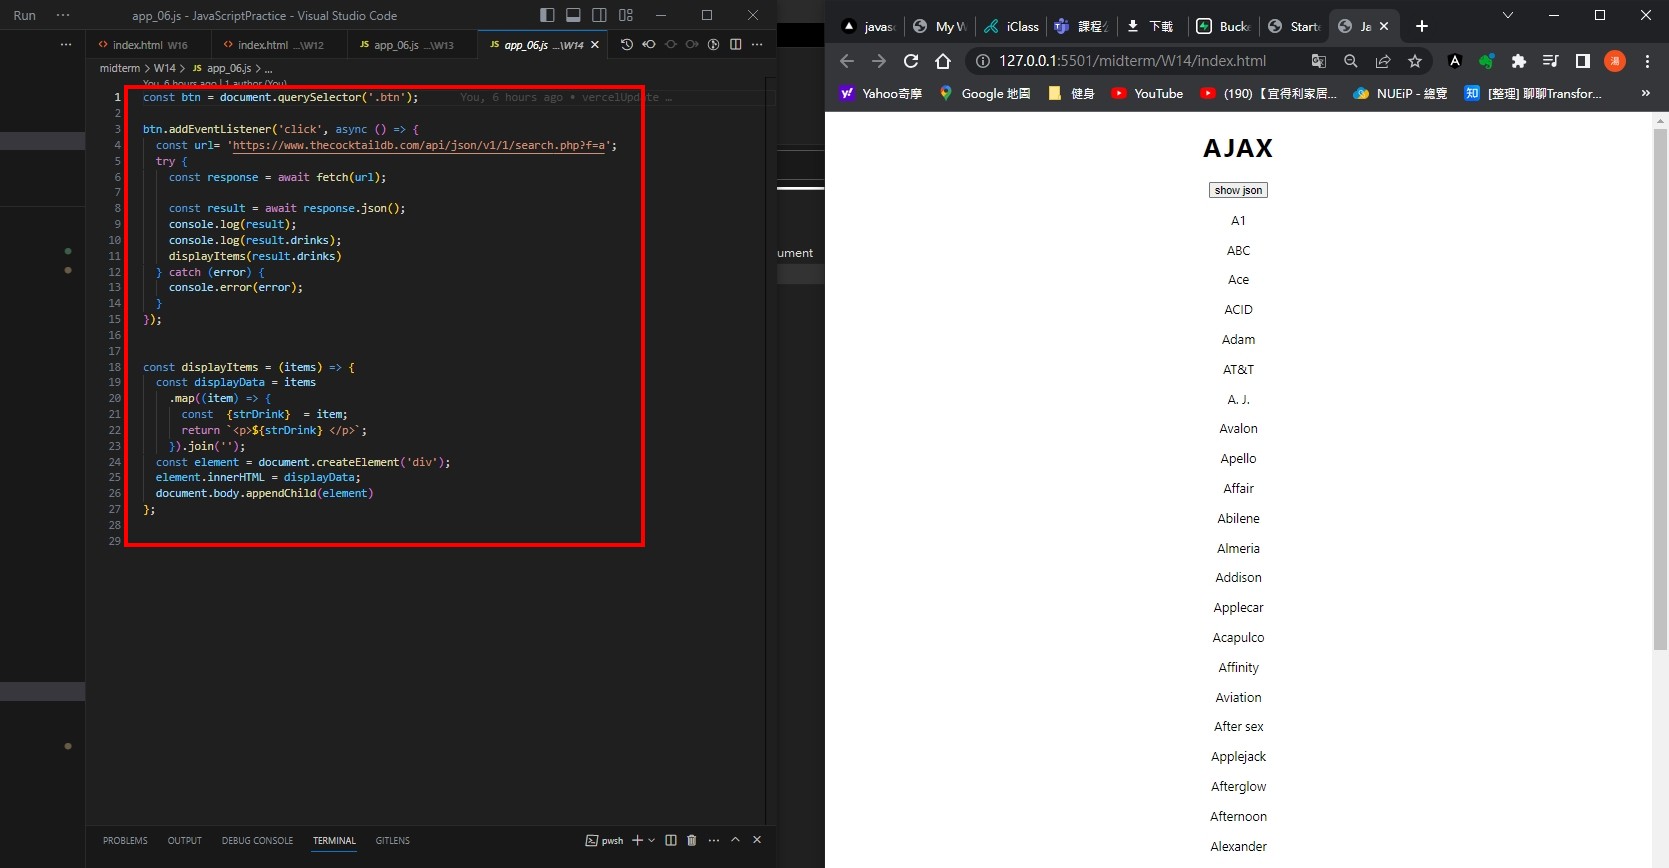 Run ···
app_06.js - JavaScriptPractice - Visual Studio Code
index.html W16
index.html ...\W12
JS app_06.js ...\W13
JS app_06.js ...\W14
midterm > W14 > JS app_06.js > ...
You, 6 hours ago | 1 author (You)
1 const btn = document.querySelector('.btn'); You, 6 hours ago • vercelUpdate …
2
3 btn.addEventListener('click', async () => {
4 const url= 'https://www.thecocktaildb.com/api/json/v1/1/search.php?f=a';
5 try {
6 const response = await fetch(url);
7
8 const result = await response.json();
9 console.log(result);
10 console.log(result.drinks);
11 displayItems(result.drinks)
12 } catch (error) {
13 console.error(error);
14 }
15 });
16
17
18 const displayItems = (items) => {
19 const displayData = items
20 .map((item) => {
21 const {strDrink} = item;
22 return `<p>${strDrink} </p>`;
23 }).join('');
24 const element = document.createElement('div');
25 element.innerHTML = displayData;
26 document.body.appendChild(element)
27 };
28
29
PROBLEMS OUTPUT DEBUG CONSOLE TERMINAL GITLENS pwsh
ument
javas My W iClass 課程公 下載 Bucke Starte Ja
127.0.0.1:5501/midterm/W14/index.html
湯
Yahoo奇摩 Google 地圖 健身 YouTube (190)【宜得利家居... NUEiP - 總覽 知 [整理] 聊聊Transfor... »
AJAX
show json
A1
ABC
Ace
ACID
Adam
AT&T
A. J.
Avalon
Apello
Affair
Abilene
Almeria
Addison
Applecar
Acapulco
Affinity
Aviation
After sex
Applejack
Afterglow
Afternoon
Alexander